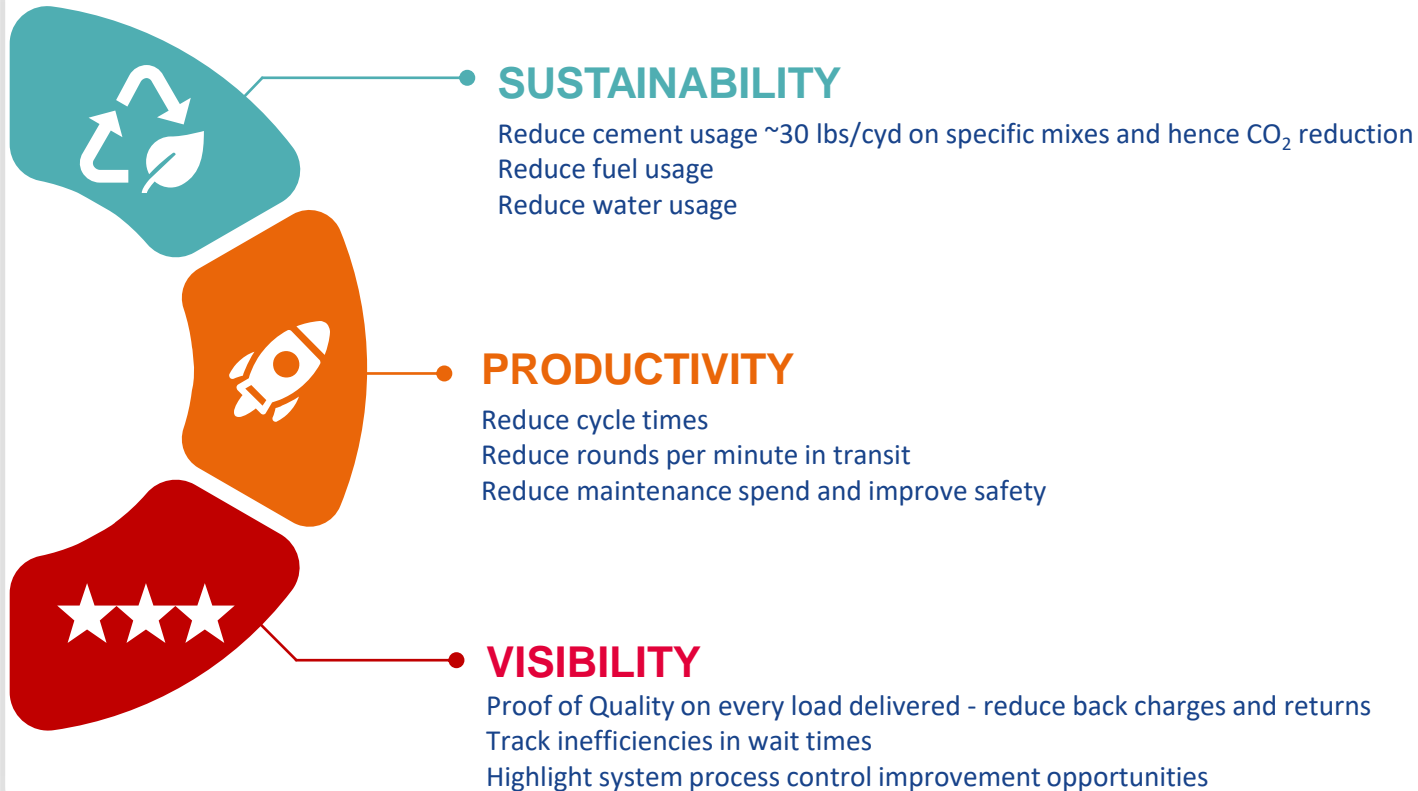 SUSTAINABILITY
Reduce cement usage ~30 lbs/cyd on specific mixes and hence CO₂ reduction
Reduce fuel usage
Reduce water usage
PRODUCTIVITY
Reduce cycle times
Reduce rounds per minute in transit
Reduce maintenance spend and improve safety
VISIBILITY
Proof of Quality on every load delivered - reduce back charges and returns
Track inefficiencies in wait times
Highlight system process control improvement opportunities